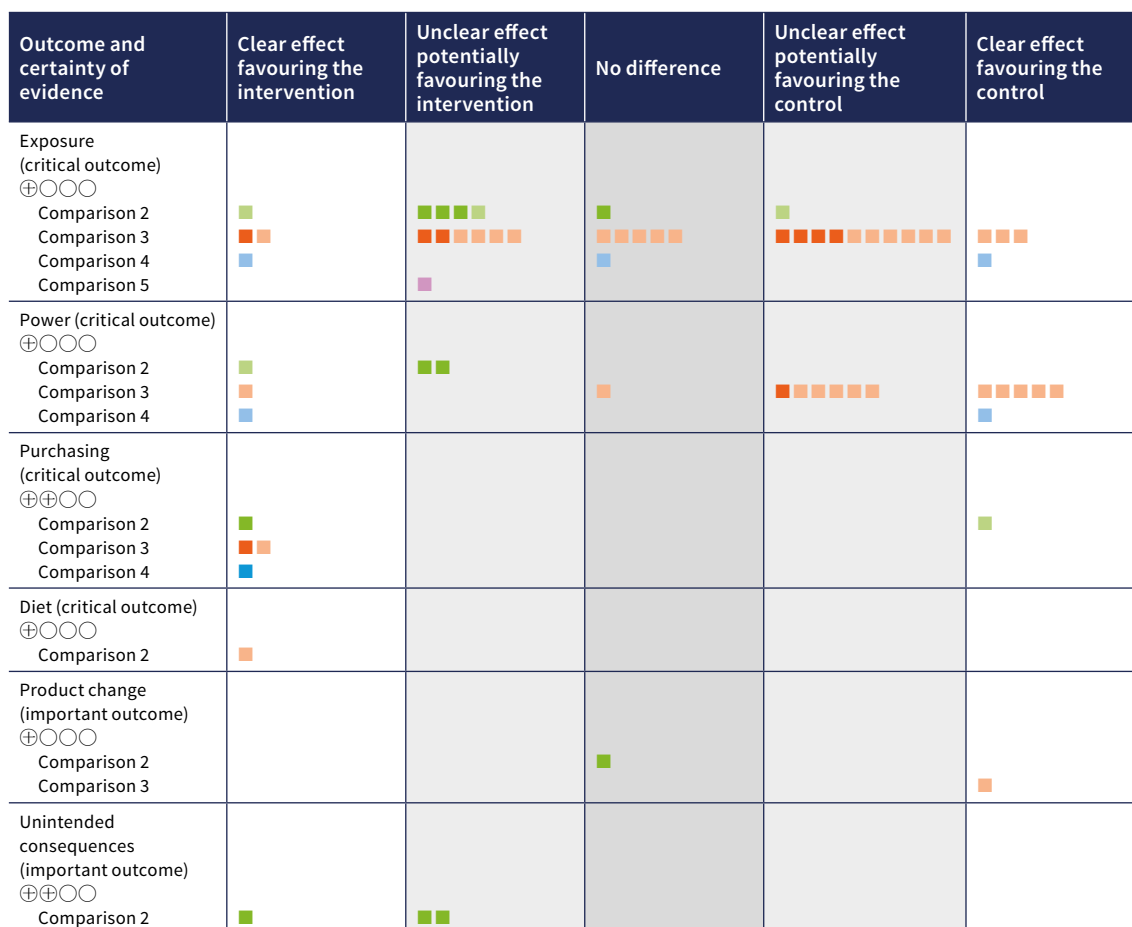 Outcome and
certainty of
evidence
Clear effect
favouring the
intervention
Unclear effect
potentially
favouring the
intervention
No difference
Unclear effect
potentially
favouring the
control
Clear effect
favouring the
control
Exposure
(critical outcome)
⊕○○○
Comparison 2
Comparison 3
Comparison 4
Comparison 5
Power (critical outcome)
⊕○○○
Comparison 2
Comparison 3
Comparison 4
Purchasing
(critical outcome)
⊕⊕○○
Comparison 2
Comparison 3
Comparison 4
Diet (critical outcome)
⊕○○○
Comparison 2
Product change
(important outcome)
⊕○○○
Comparison 2
Comparison 3
Unintended
consequences
(important outcome)
⊕⊕○○
Comparison 2